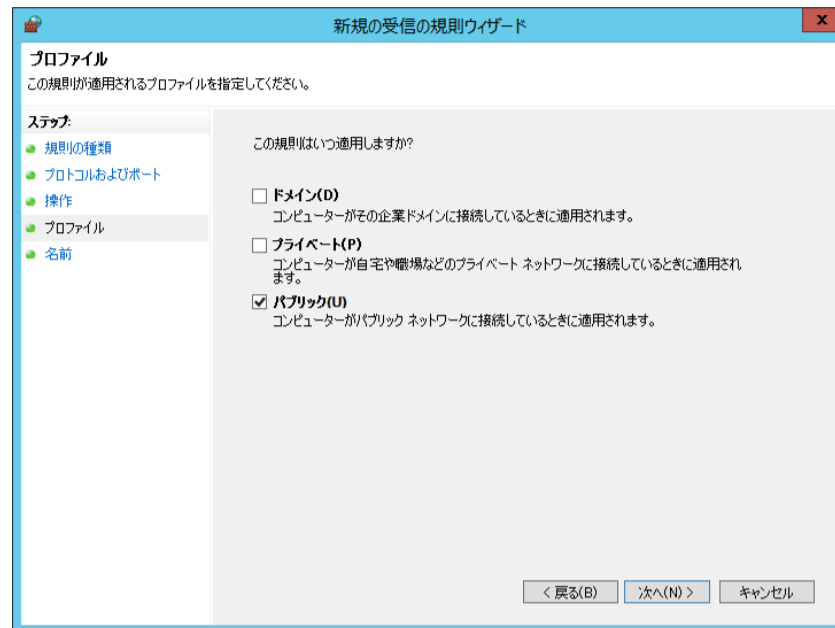 新規の受信の規則ウィザード
x
プロファイル
この規則が適用されるプロファイルを指定してください。
ステップ:
規則の種類
プロトコルおよびポート
操作
プロファイル
名前
この規則はいつ適用しますか?
ドメイン(D)
コンピューターがその企業ドメインに接続しているときに適用されます。
プライベート(P)
コンピューターが自宅や職場などのプライベート ネットワークに接続しているときに適用され
ます。
パブリック(U)
コンピューターがパブリック ネットワークに接続しているときに適用されます。
< 戻る(B)
次へ(N) >
キャンセル